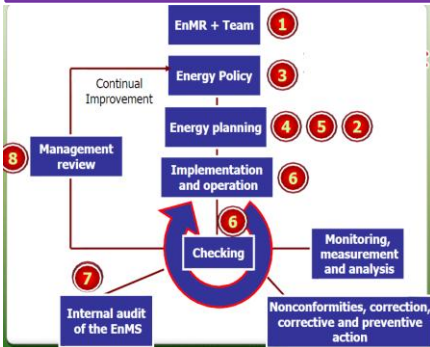 EnMR + Team 1
Continual
Improvement
Energy Policy 3
Energy planning 4 5 2
8 Management
review
Implementation
and operation 6
6
Checking
Monitoring,
measurement
and analysis
7
Internal audit
of the EnMS
Nonconformities, correction,
corrective and preventive
action